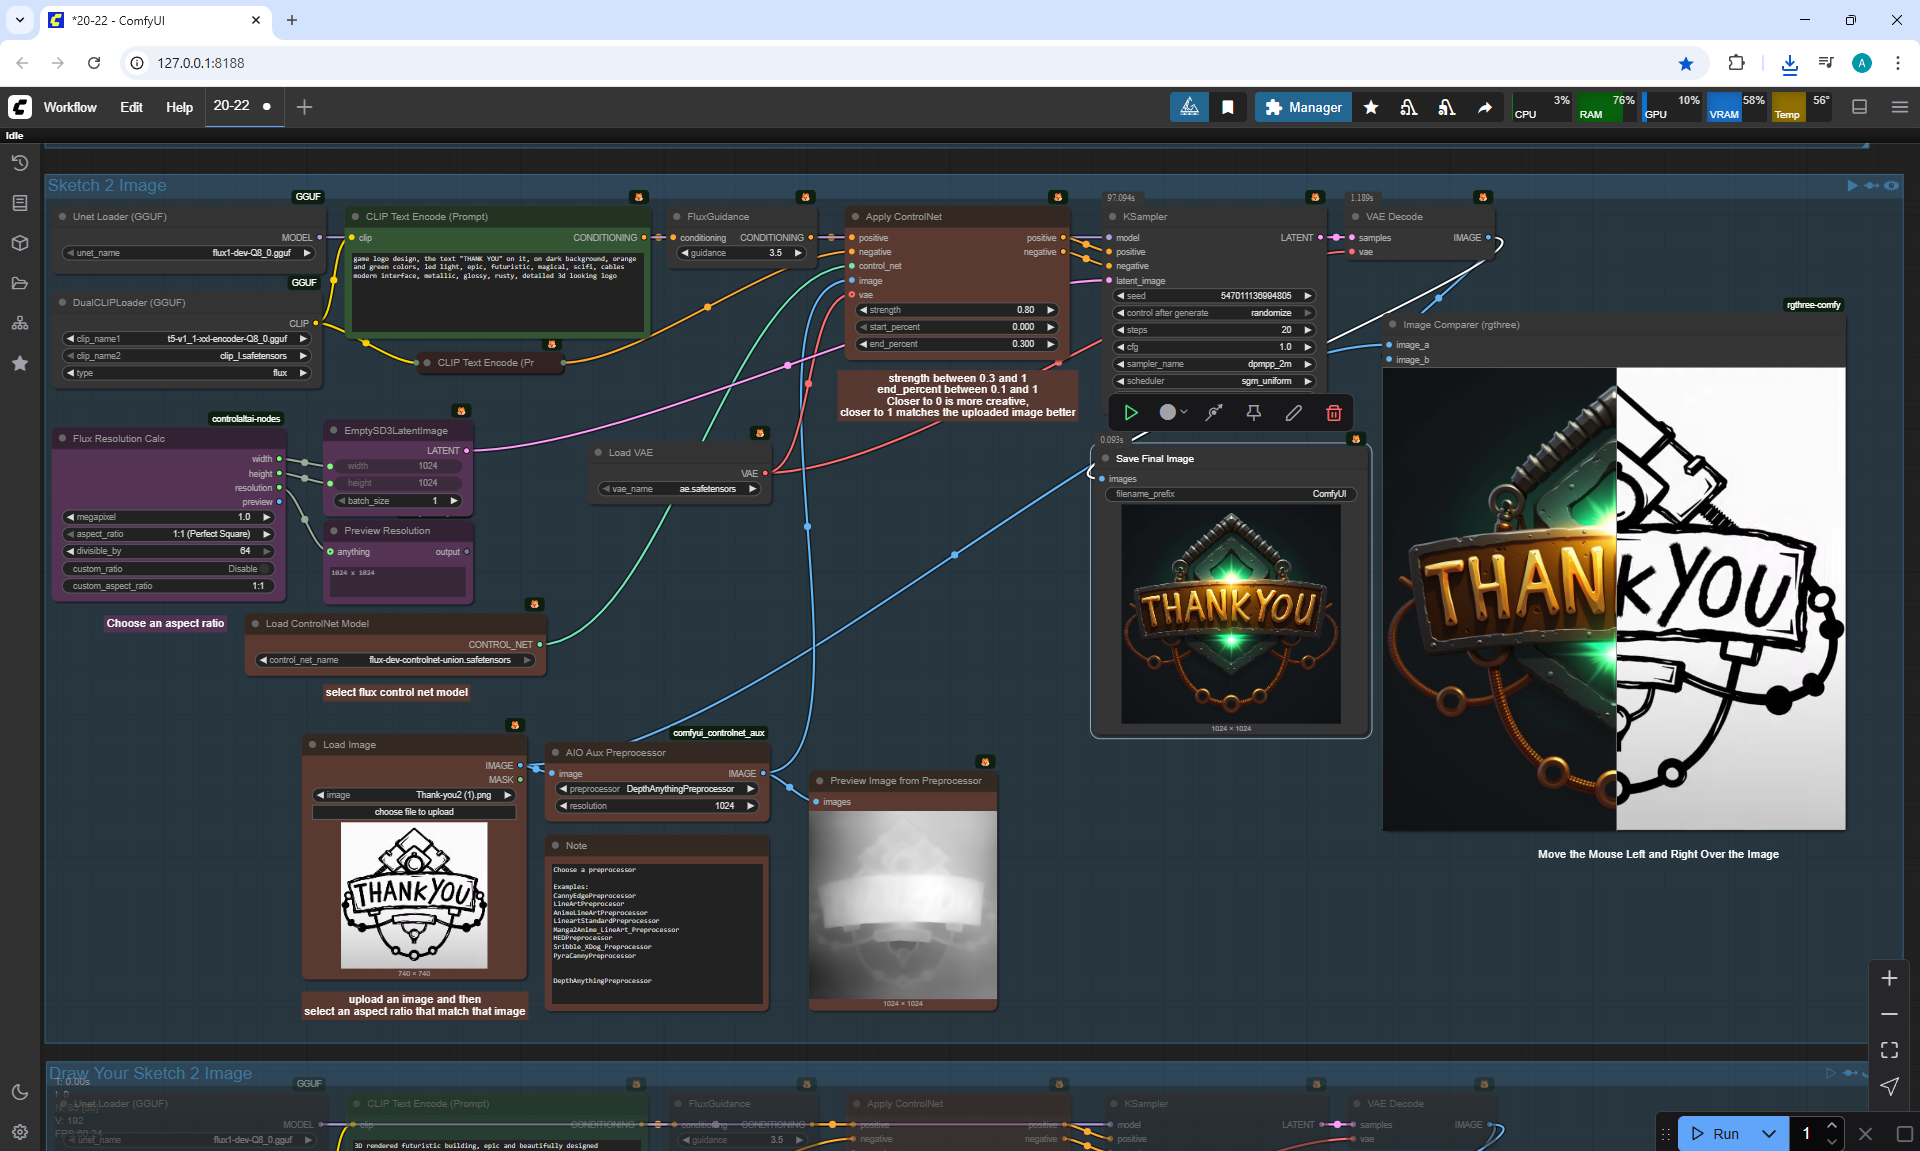 *20-22 - ComfyUI
127.0.0.1:8188
A
Workflow
Edit
Help
20-22
Manager
CPU 3%
RAM 76%
GPU 10%
VRAM 58%
Temp 56°
Idle
Sketch 2 Image
GGUF
Unet Loader (GGUF)
MODEL
unet_name flux1-dev-Q8_0.gguf
GGUF
DualCLIPLoader (GGUF)
CLIP
clip_name1 t5-v1_1-xxl-encoder-Q8_0.gguf
clip_name2 clip_l.safetensors
type flux
CLIP Text Encode (Prompt)
clip CONDITIONING
game logo design, the text "THANK YOU" on it, on dark background, orange
and green colors, led light, epic, futuristic, magical, scifi, cables
modern interface, metallic, glossy, rusty, detailed 3d looking logo
CLIP Text Encode (Pr
FluxGuidance
conditioning CONDITIONING
guidance 3.5
Apply ControlNet
positive positive
negative negative
control_net
image
vae
strength 0.80
start_percent 0.000
end_percent 0.300
strength between 0.3 and 1
end_percent between 0.1 and 1
Closer to 0 is more creative,
closer to 1 matches the uploaded image better
97.094s
KSampler
model LATENT
positive
negative
latent_image
seed 547011136994805
control after generate randomize
steps 20
cfg 1.0
sampler_name dpmpp_2m
scheduler sgm_uniform
1.189s
VAE Decode
samples IMAGE
vae
rgthree-comfy
Image Comparer (rgthree)
image_a
image_b
THANKYOU
Move the Mouse Left and Right Over the Image
controlaltai-nodes
Flux Resolution Calc
width
height
resolution
preview
megapixel 1.0
aspect_ratio 1:1 (Perfect Square)
divisible_by 64
custom_ratio Disable
custom_aspect_ratio 1:1
Choose an aspect ratio
EmptySD3LatentImage
LATENT
width 1024
height 1024
batch_size 1
Preview Resolution
anything output
1024 x 1024
Load VAE
VAE
vae_name ae.safetensors
0.093s
Save Final Image
images
filename_prefix ComfyUI
THANKYOU
1024 × 1024
Load ControlNet Model
CONTROL_NET
control_net_name flux-dev-controlnet-union.safetensors
select flux control net model
Load Image
IMAGE
MASK
image Thank-you2 (1).png
choose file to upload
THANKYOU
740 × 740
upload an image and then
select an aspect ratio that match that image
comfyui_controlnet_aux
AIO Aux Preprocessor
image IMAGE
preprocessor DepthAnythingPreprocessor
resolution 1024
Note
Choose a preprocessor
Examples:
CannyEdgePreprocessor
LineArtPreprocesor
AnimeLineArtPreprocessor
LineartStandardPreprocessor
Manga2Anime_LineArt_Preprocessor
HEDPreprocessor
Sribble_XDog_Preprocessor
PyraCannyPreprocessor
DepthAnythingPreprocessor
Preview Image from Preprocessor
images
1024 × 1024
Draw Your Sketch 2 Image
T: 0.00s
V: 192
GGUF
Unet Loader (GGUF)
MODEL
unet_name flux1-dev-Q8_0.gguf
CLIP Text Encode (Prompt)
clip CONDITIONING
3D rendered futuristic building, epic and beautifully designed
FluxGuidance
conditioning CONDITIONING
guidance 3.5
Apply ControlNet
positive positive
negative negative
KSampler
model LATENT
positive
VAE Decode
samples IMAGE
vae
Run
1